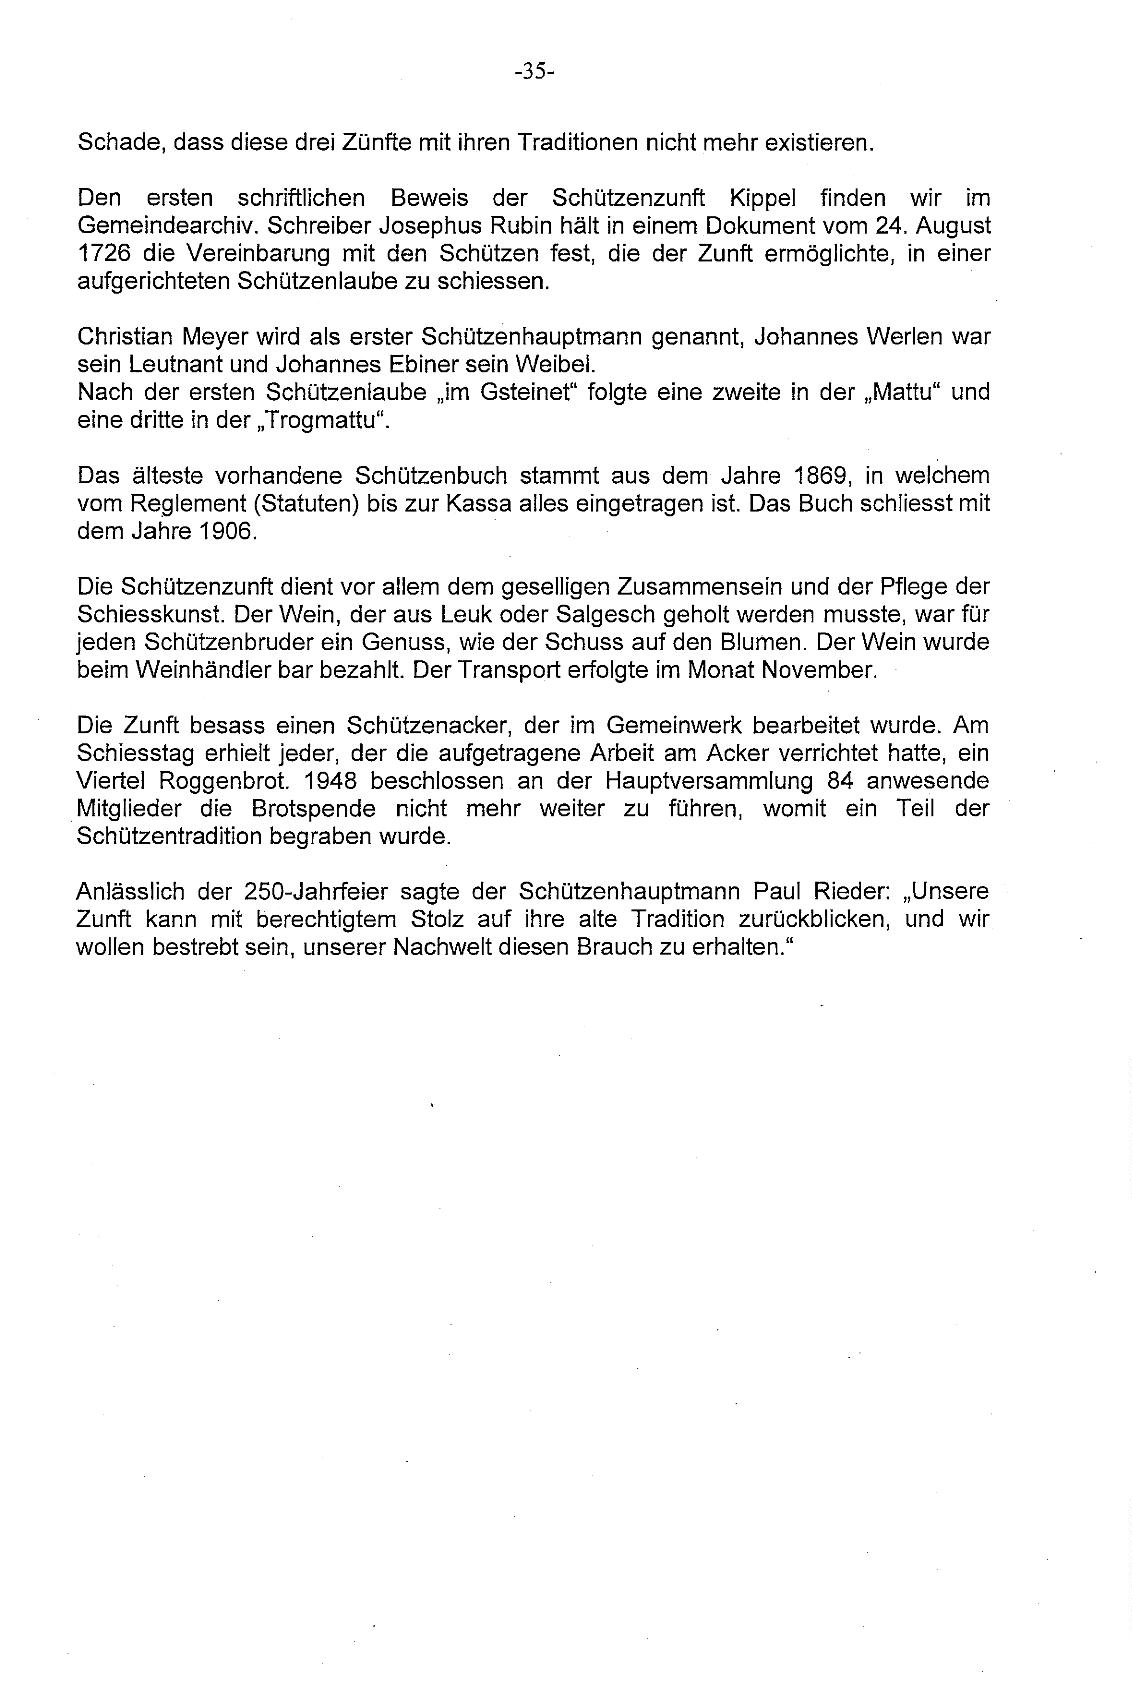 -35-
Schade, dass diese drei Zünfte mit ihren Traditionen nicht mehr existieren.
Den ersten schriftlichen Beweis der Schützenzunft Kippel finden wir im
Gemeindearchiv. Schreiber Josephus Rubin hält in einem Dokument vom 24. August
1726 die Vereinbarung mit den Schützen fest, die der Zunft ermöglichte, in einer
aufgerichteten Schützenlaube zu schiessen.
Christian Meyer wird als erster Schützenhauptmann genannt, Johannes Werlen war
sein Leutnant und Johannes Ebiner sein Weibel.
Nach der ersten Schützenlaube „im Gsteinet“ folgte eine zweite in der „Mattu“ und
eine dritte in der „Trogmattu“.
Das älteste vorhandene Schützenbuch stammt aus dem Jahre 1869, in welchem
vom Reglement (Statuten) bis zur Kassa alles eingetragen ist. Das Buch schliesst mit
dem Jahre 1906.
Die Schützenzunft dient vor allem dem geselligen Zusammensein und der Pflege der
Schiesskunst. Der Wein, der aus Leuk oder Salgesch geholt werden musste, war für
jeden Schützenbruder ein Genuss, wie der Schuss auf den Blumen. Der Wein wurde
beim Weinhändler bar bezahlt. Der Transport erfolgte im Monat November.
Die Zunft besass einen Schützenacker, der im Gemeinwerk bearbeitet wurde. Am
Schiesstag erhielt jeder, der die aufgetragene Arbeit am Acker verrichtet hatte, ein
Viertel Roggenbrot. 1948 beschlossen an der Hauptversammlung 84 anwesende
Mitglieder die Brotspende nicht mehr weiter zu führen, womit ein Teil der
Schützentradition begraben wurde.
Anlässlich der 250-Jahrfeier sagte der Schützenhauptmann Paul Rieder: „Unsere
Zunft kann mit berechtigtem Stolz auf ihre alte Tradition zurückblicken, und wir
wollen bestrebt sein, unserer Nachwelt diesen Brauch zu erhalten.“